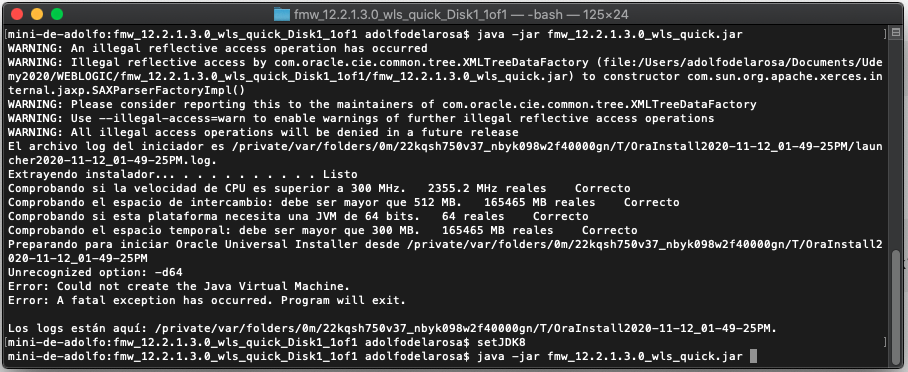 fmw_12.2.1.3.0_wls_quick_Disk1_1of1 — -bash — 125×24
[mini-de-adolfo:fmw_12.2.1.3.0_wls_quick_Disk1_1of1 adolfodelarosa$ java -jar fmw_12.2.1.3.0_wls_quick.jar ]
WARNING: An illegal reflective access operation has occurred
WARNING: Illegal reflective access by com.oracle.cie.common.tree.XMLTreeDataFactory (file:/Users/adolfodelarosa/Documents/Ude
my2020/WEBLOGIC/fmw_12.2.1.3.0_wls_quick_Disk1_1of1/fmw_12.2.1.3.0_wls_quick.jar) to constructor com.sun.org.apache.xerces.in
ternal.jaxp.SAXParserFactoryImpl()
WARNING: Please consider reporting this to the maintainers of com.oracle.cie.common.tree.XMLTreeDataFactory
WARNING: Use --illegal-access=warn to enable warnings of further illegal reflective access operations
WARNING: All illegal access operations will be denied in a future release
El archivo log del iniciador es /private/var/folders/0m/22kqsh750v37_nbyk098w2f40000gn/T/OraInstall2020-11-12_01-49-25PM/laun
cher2020-11-12_01-49-25PM.log.
Extrayendo instalador... . . . . . . . . . . . Listo
Comprobando si la velocidad de CPU es superior a 300 MHz.   2355.2 MHz reales    Correcto
Comprobando el espacio de intercambio: debe ser mayor que 512 MB.   165465 MB reales    Correcto
Comprobando si esta plataforma necesita una JVM de 64 bits.   64 reales    Correcto
Comprobando el espacio temporal: debe ser mayor que 300 MB.   165465 MB reales    Correcto
Preparando para iniciar Oracle Universal Installer desde /private/var/folders/0m/22kqsh750v37_nbyk098w2f40000gn/T/OraInstall2
020-11-12_01-49-25PM
Unrecognized option: -d64
Error: Could not create the Java Virtual Machine.
Error: A fatal exception has occurred. Program will exit.
Los logs están aquí: /private/var/folders/0m/22kqsh750v37_nbyk098w2f40000gn/T/OraInstall2020-11-12_01-49-25PM.
[mini-de-adolfo:fmw_12.2.1.3.0_wls_quick_Disk1_1of1 adolfodelarosa$ setJDK8 ]
mini-de-adolfo:fmw_12.2.1.3.0_wls_quick_Disk1_1of1 adolfodelarosa$ java -jar fmw_12.2.1.3.0_wls_quick.jar